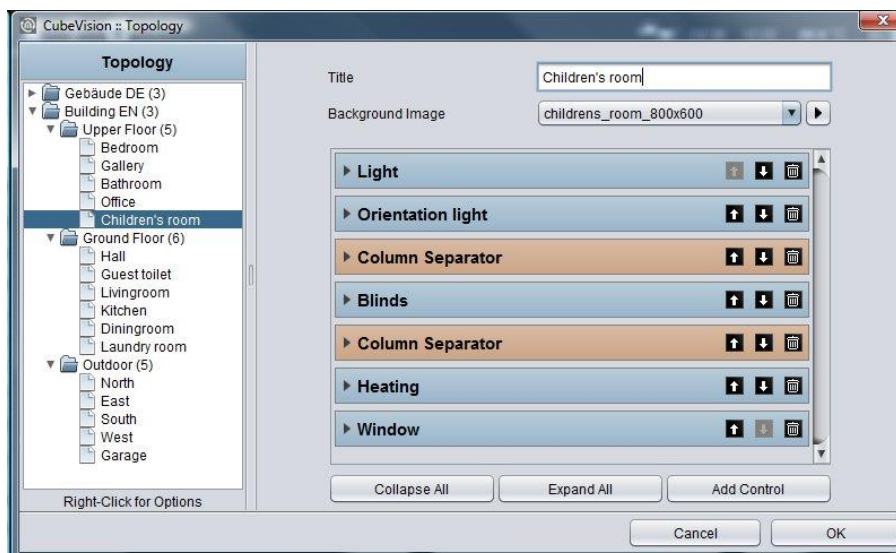 CubeVision :: Topology
Topology
Gebäude DE (3)
Building EN (3)
Upper Floor (5)
Bedroom
Gallery
Bathroom
Office
Children's room
Ground Floor (6)
Hall
Guest toilet
Livingroom
Kitchen
Diningroom
Laundry room
Outdoor (5)
North
East
South
West
Garage
Right-Click for Options
Title Children's room
Background Image childrens_room_800x600
Light
Orientation light
Column Separator
Blinds
Column Separator
Heating
Window
Collapse All Expand All Add Control
Cancel OK